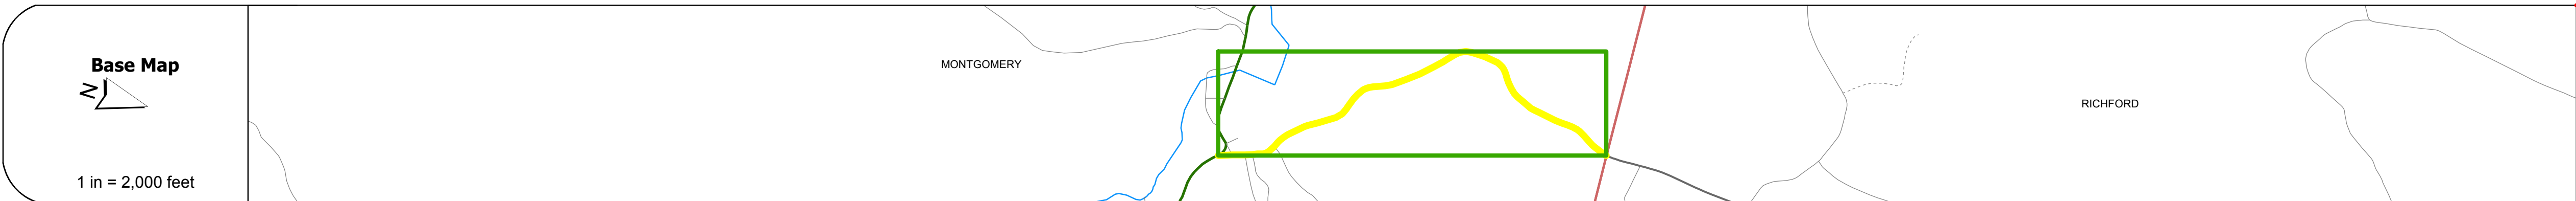 Base Map
N
1 in = 2,000 feet
MONTGOMERY
RICHFORD